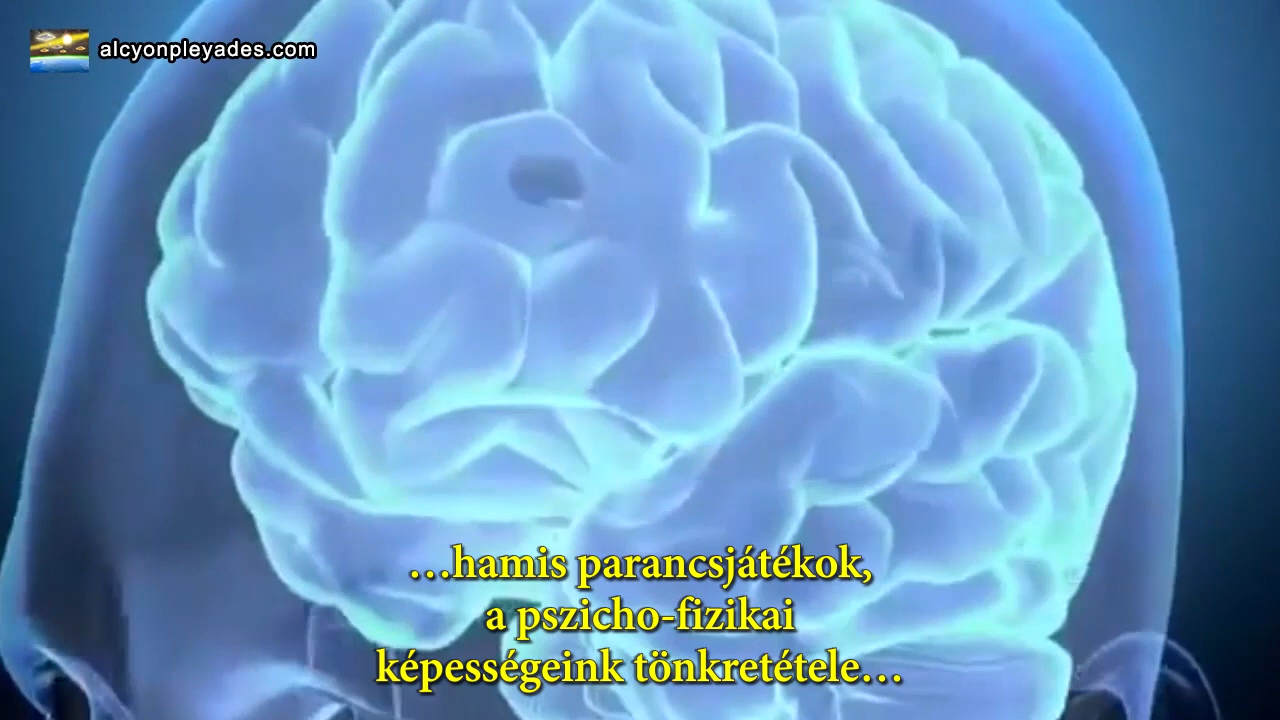 alcyonpleyades.com
…hamis parancsjátékok,
a pszicho-fizikai
képességeink tönkretétele…